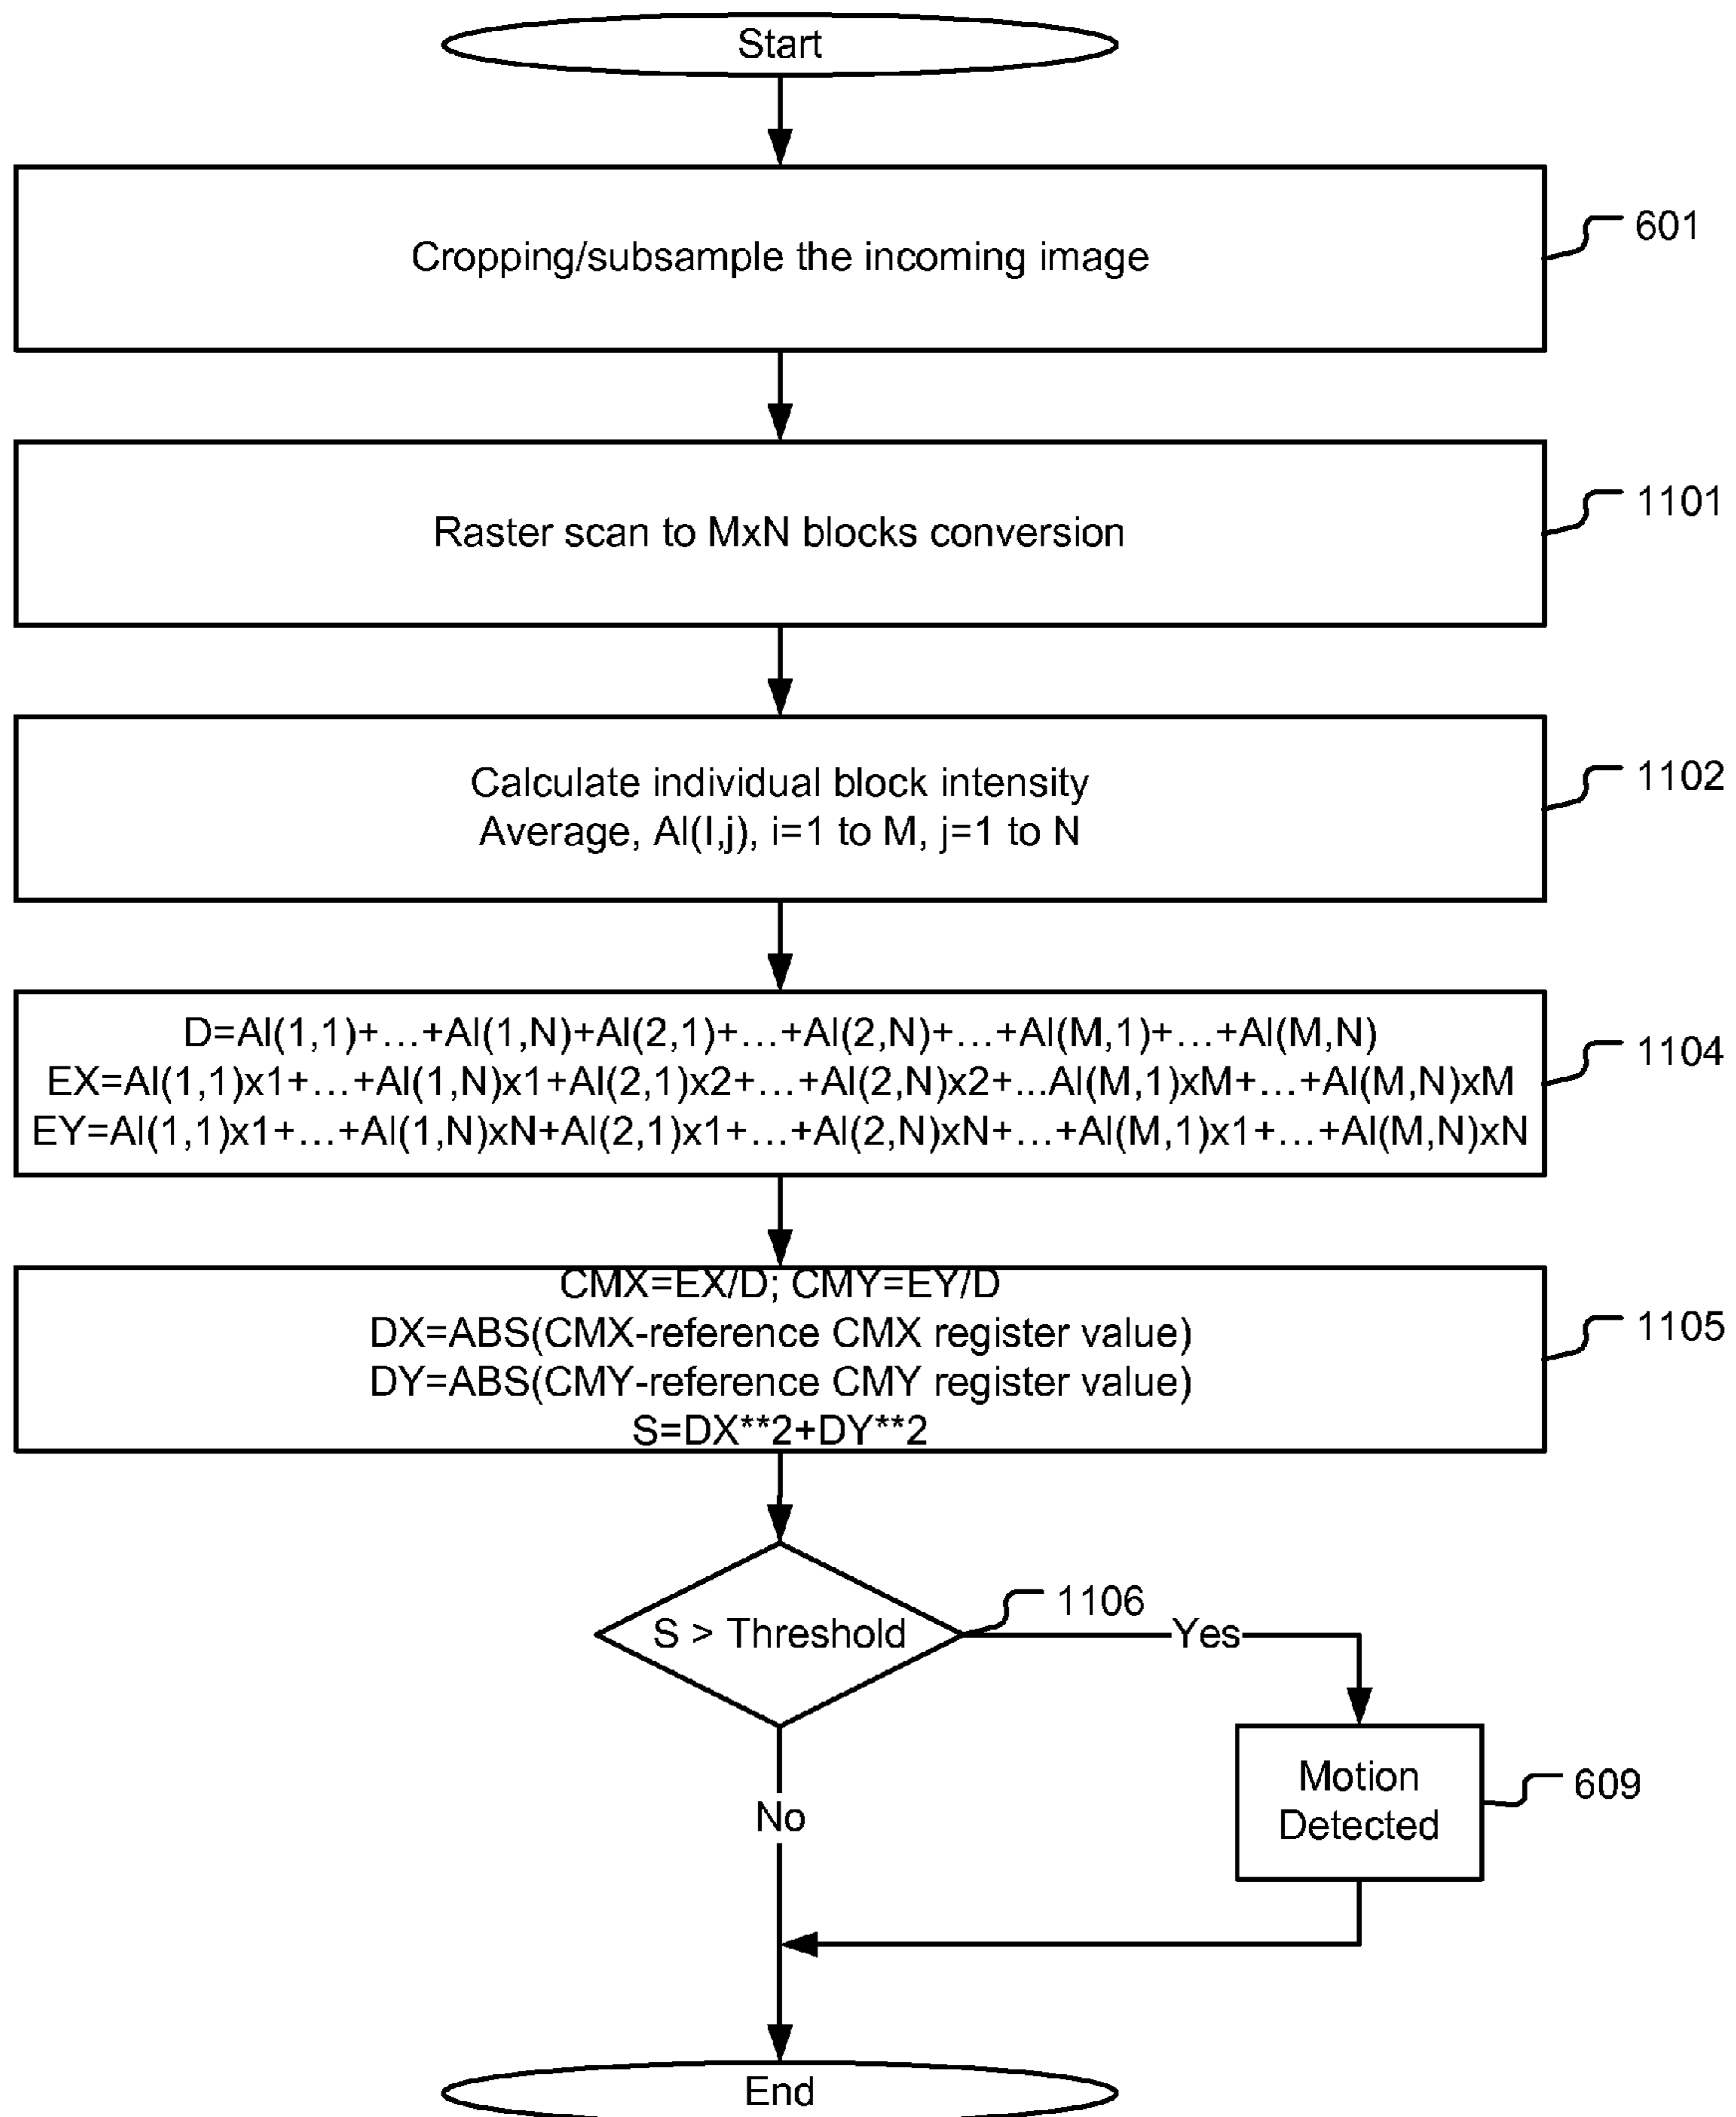 Start
Cropping/subsample the incoming image
601
Raster scan to MxN blocks conversion
1101
Calculate individual block intensity
Average, AI(I,j), i=1 to M, j=1 to N
1102
D=AI(1,1)+...+AI(1,N)+AI(2,1)+...+AI(2,N)+...+AI(M,1)+...+AI(M,N)
EX=AI(1,1)x1+...+AI(1,N)x1+AI(2,1)x2+...+AI(2,N)x2+...AI(M,1)xM+...+AI(M,N)xM
EY=AI(1,1)x1+...+AI(1,N)xN+AI(2,1)x1+...+AI(2,N)xN+...+AI(M,1)x1+...+AI(M,N)xN
1104
CMX=EX/D; CMY=EY/D
DX=ABS(CMX-reference CMX register value)
DY=ABS(CMY-reference CMY register value)
S=DX**2+DY**2
1105
S > Threshold
1106
Yes
Motion
Detected
609
No
End